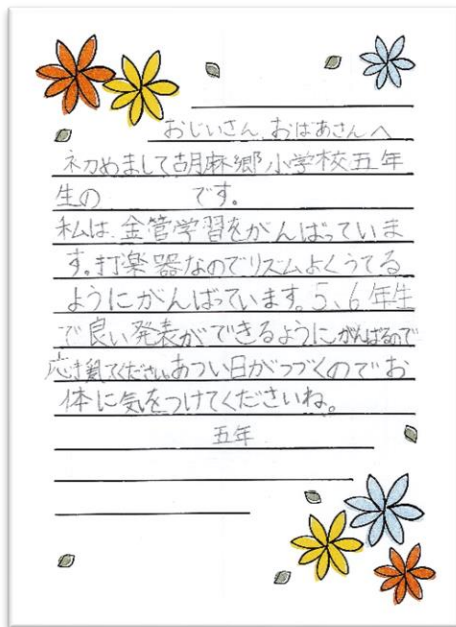 おじいさん、おばあさんへ
初めまして胡麻郷小学校五年
生の　　　です。
私は、金管学習をがんばっていま
す。打楽器なのでリズムよくうてる
ようにがんばっています。5、6年生
で良い発表ができるようにがんばるので
応援してください。あつい日がつづくのでお
体に気をつけてくださいね。
五年